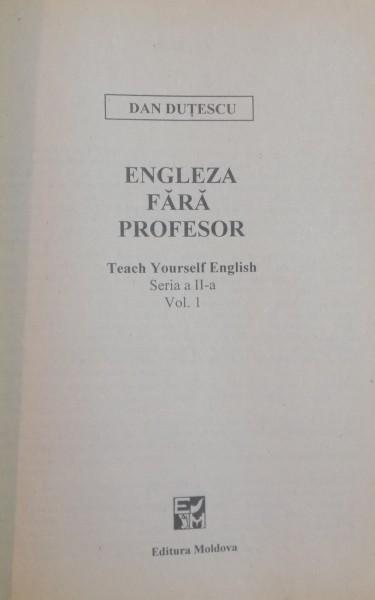 DAN DUȚESCU
ENGLEZA
FĂRĂ
PROFESOR
Teach Yourself English
Seria a II-a
Vol. 1
E M
Editura Moldova